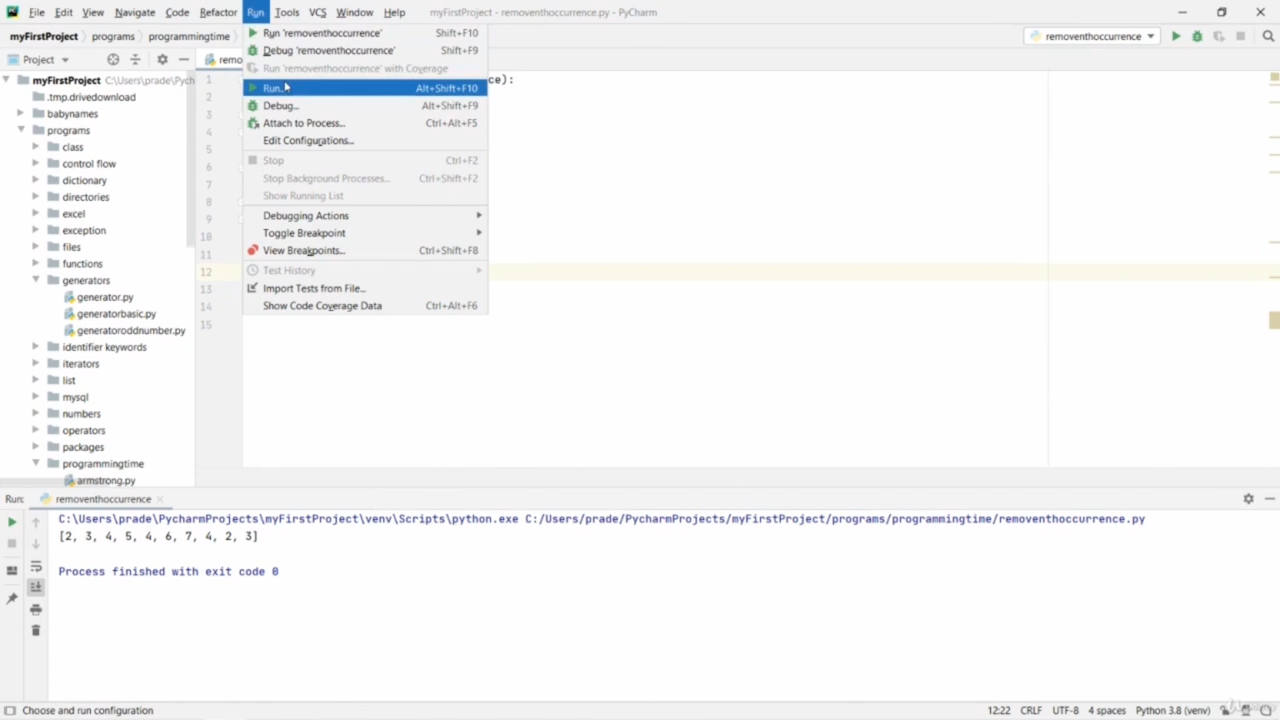 File Edit View Navigate Code Refactor Run Tools VCS Window Help myFirstProject - removenthoccurrence.py - PyCharm
myFirstProject programs programmingtime removenthoccurrence
Project
remo
myFirstProject C:\Users\prade\Pych
.tmp.drivedownload
babynames
programs
class
control flow
dictionary
directories
excel
exception
files
functions
generators
generator.py
generatorbasic.py
generatoroddnumber.py
identifier keywords
iterators
list
mysql
numbers
operators
packages
programmingtime
armstrong.py
1
2
3
4
5
6
7
8
9
10
11
12
13
14
15
ce):
Run 'removenthoccurrence' Shift+F10
Debug 'removenthoccurrence' Shift+F9
Run 'removenthoccurrence' with Coverage
Run... Alt+Shift+F10
Debug... Alt+Shift+F9
Attach to Process... Ctrl+Alt+F5
Edit Configurations...
Stop Ctrl+F2
Stop Background Processes... Ctrl+Shift+F2
Show Running List
Debugging Actions
Toggle Breakpoint
View Breakpoints... Ctrl+Shift+F8
Test History
Import Tests from File...
Show Code Coverage Data Ctrl+Alt+F6
Run: removenthoccurrence
C:\Users\prade\PycharmProjects\myFirstProject\venv\Scripts\python.exe C:/Users/prade/PycharmProjects/myFirstProject/programs/programmingtime/removenthoccurrence.py
[2, 3, 4, 5, 4, 6, 7, 4, 2, 3]
Process finished with exit code 0
Choose and run configuration 12:22 CRLF UTF-8 4 spaces Python 3.8 (venv)